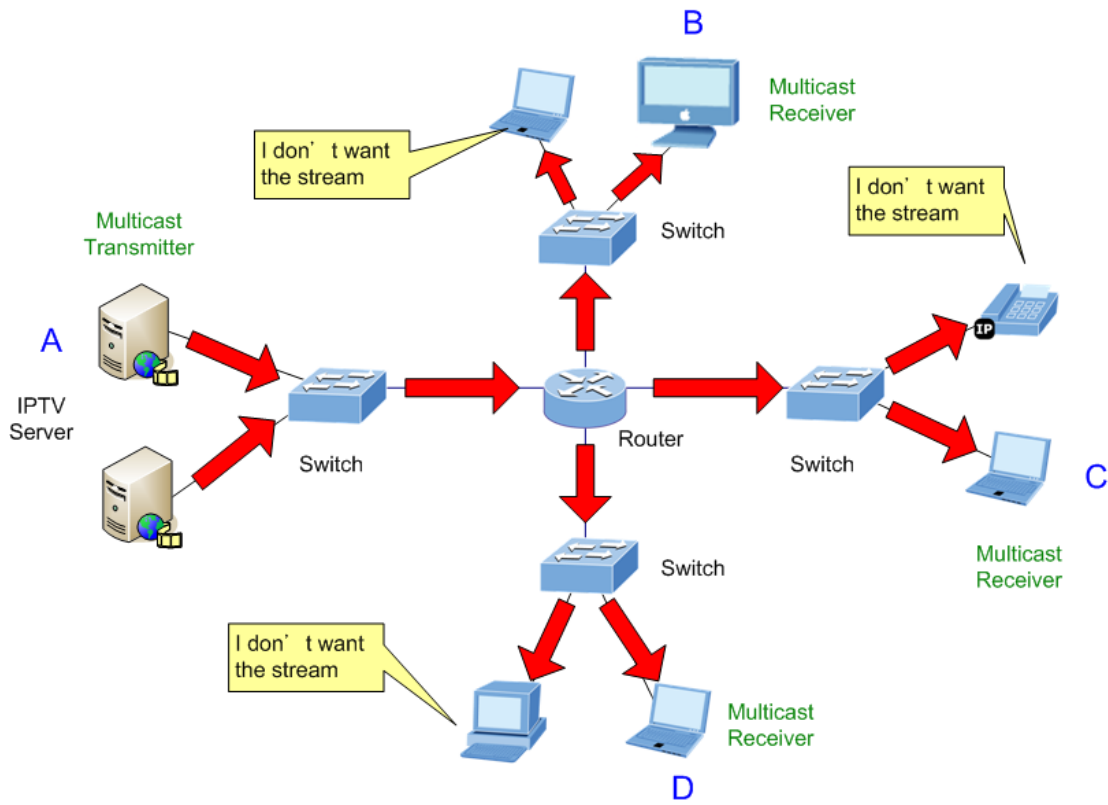 B
Multicast
Receiver
I don’t want
the stream
I don’t want
the stream
Switch
Multicast
Transmitter
A
IP
IPTV
Server
Switch
Router
Switch
C
Multicast
Receiver
Switch
I don’t want
the stream
Multicast
Receiver
D